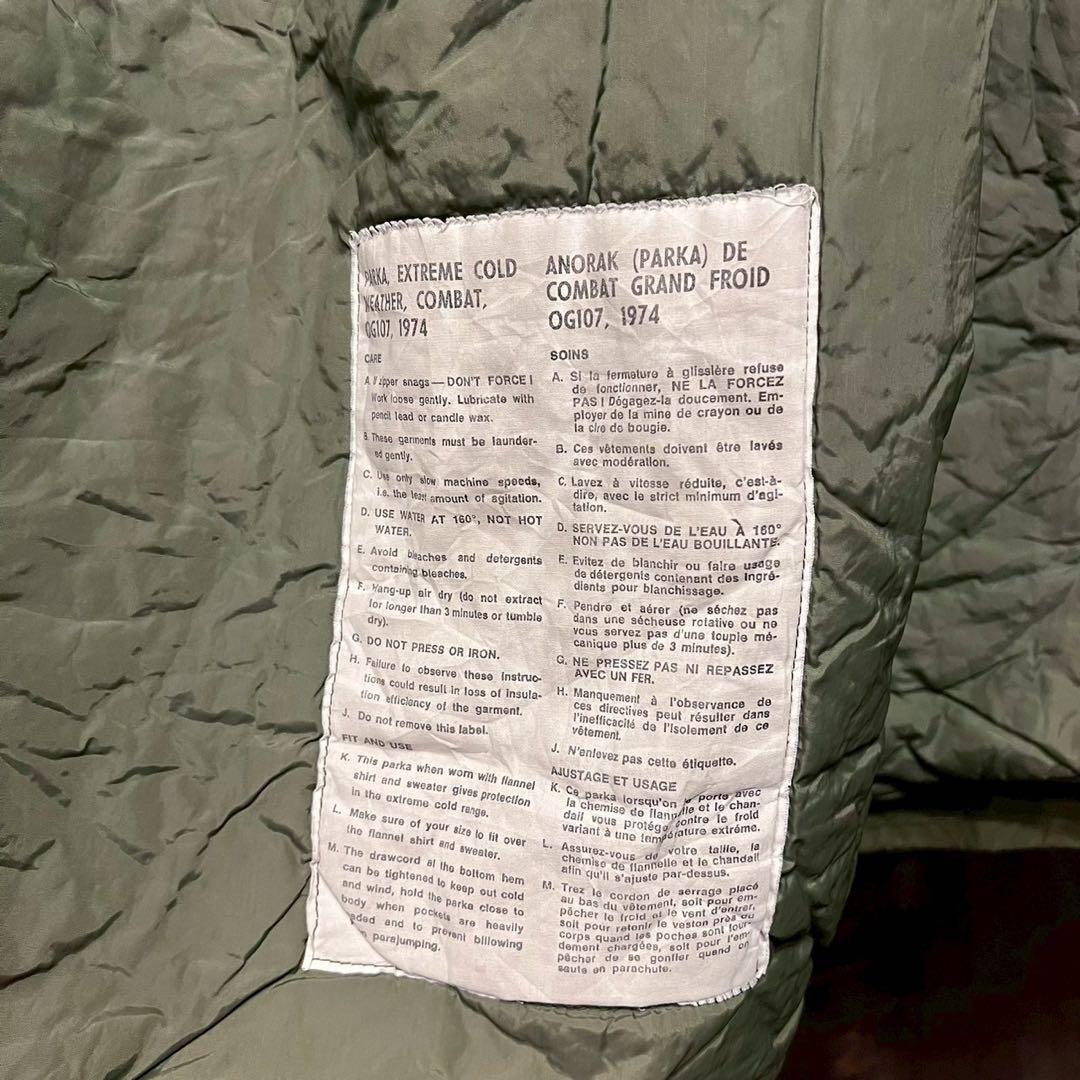 PARKA, EXTREME COLD
WEATHER, COMBAT,
OG107, 1974
CARE
A. If zipper snags — DON'T FORCE!
Work loose gently. Lubricate with
pencil lead or candle wax.
B. These garments must be launder-
ed gently.
C. Use only slow machine speeds,
i.e. the least amount of agitation.
D. USE WATER AT 160°, NOT HOT
WATER.
E. Avoid bleaches and detergents
containing bleaches.
F. Hang-up air dry (do not extract
for longer than 3 minutes or tumble
dry).
G. DO NOT PRESS OR IRON.
H. Failure to observe these instruc-
tions could result in loss of insula-
tion efficiency of the garment.
J. Do not remove this label.
FIT AND USE
K. This parka when worn with flannel
shirt and sweater gives protection
in the extreme cold range.
L. Make sure of your size to fit over
the flannel shirt and sweater.
M. The drawcord at the bottom hem
can be tightened to keep out cold
and wind, hold the parka close to
body when pockets are heavily
loaded and to prevent billowing
in parajumping.
ANORAK (PARKA) DE
COMBAT GRAND FROID
OG107, 1974
SOINS
A. Si la fermeture à glissière refuse
de fonctionner, NE LA FORCEZ
PAS! Dégagez-la doucement. Em-
ployer de la mine de crayon ou de
la cire de bougie.
B. Ces vêtements doivent être lavés
avec modération.
C. Lavez à vitesse réduite, c'est-à-
dire, avec le strict minimum d'agi-
tation.
D. SERVEZ-VOUS DE L'EAU À 160°
NON PAS DE L'EAU BOUILLANTE.
E. Evitez de blanchir ou faire usage
de détergents contenant des ingré-
dients pour blanchissage.
F. Pendre et aérer (ne séchez pas
dans une sécheuse rotative ou ne
vous servez pas d'une toupie mé-
canique plus de 3 minutes).
G. NE PRESSEZ PAS NI REPASSEZ
AVEC UN FER.
H. Manquement à l'observance de
ces directives peut résulter dans
l'inefficacité de l'isolement de ce
vêtement.
J. N'enlevez pas cette étiquette.
AJUSTAGE ET USAGE
K. Ce parka lorsqu'on le porte avec
la chemise de flanelle et le chan-
dail vous protége contre le froid
variant à une température extrême.
L. Assurez-vous de votre taille, la
chemise de flannelle et le chandail
afin qu'il s'ajuste par-dessus.
M. Trez le cordon de serrage placé
au bas du vêtement, soit pour em-
pêcher le froid et le vent d'entrer,
soit pour retenir le veston près du
corps quand les poches sont lour-
dement chargées, soit pour l'em-
pêcher de se gonfler quand on
saute en parachute.